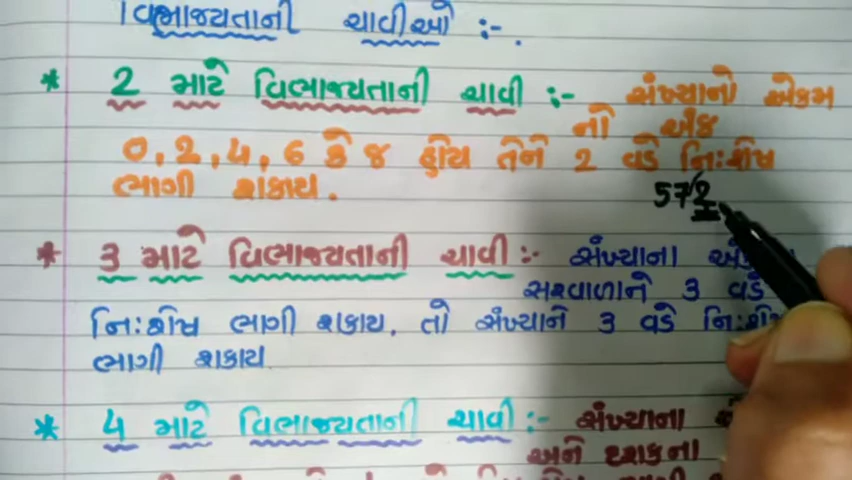 વિભાજ્યતાની ચાવીઓ :- .
* 2 માટે વિભાજ્યતાની ચાવી :- સંખ્યાનો એકમ
નો અંક
0, 2, 4, 6 કે ૪ હોય તેને 2 વડે નિઃશેષ
ભાગી શકાય.
572
* 3 માટે વિભાજ્યતાની ચાવી :- સંખ્યાના
સરવાળાને 3 વડે
નિઃશેષ ભાગી શકાય. તો સંખ્યાને 3 વડે નિઃશેષ
ભાગી શકાય
* 4 માટે વિભાજ્યતાની ચાવી :- સંખ્યાના
અને દશકના